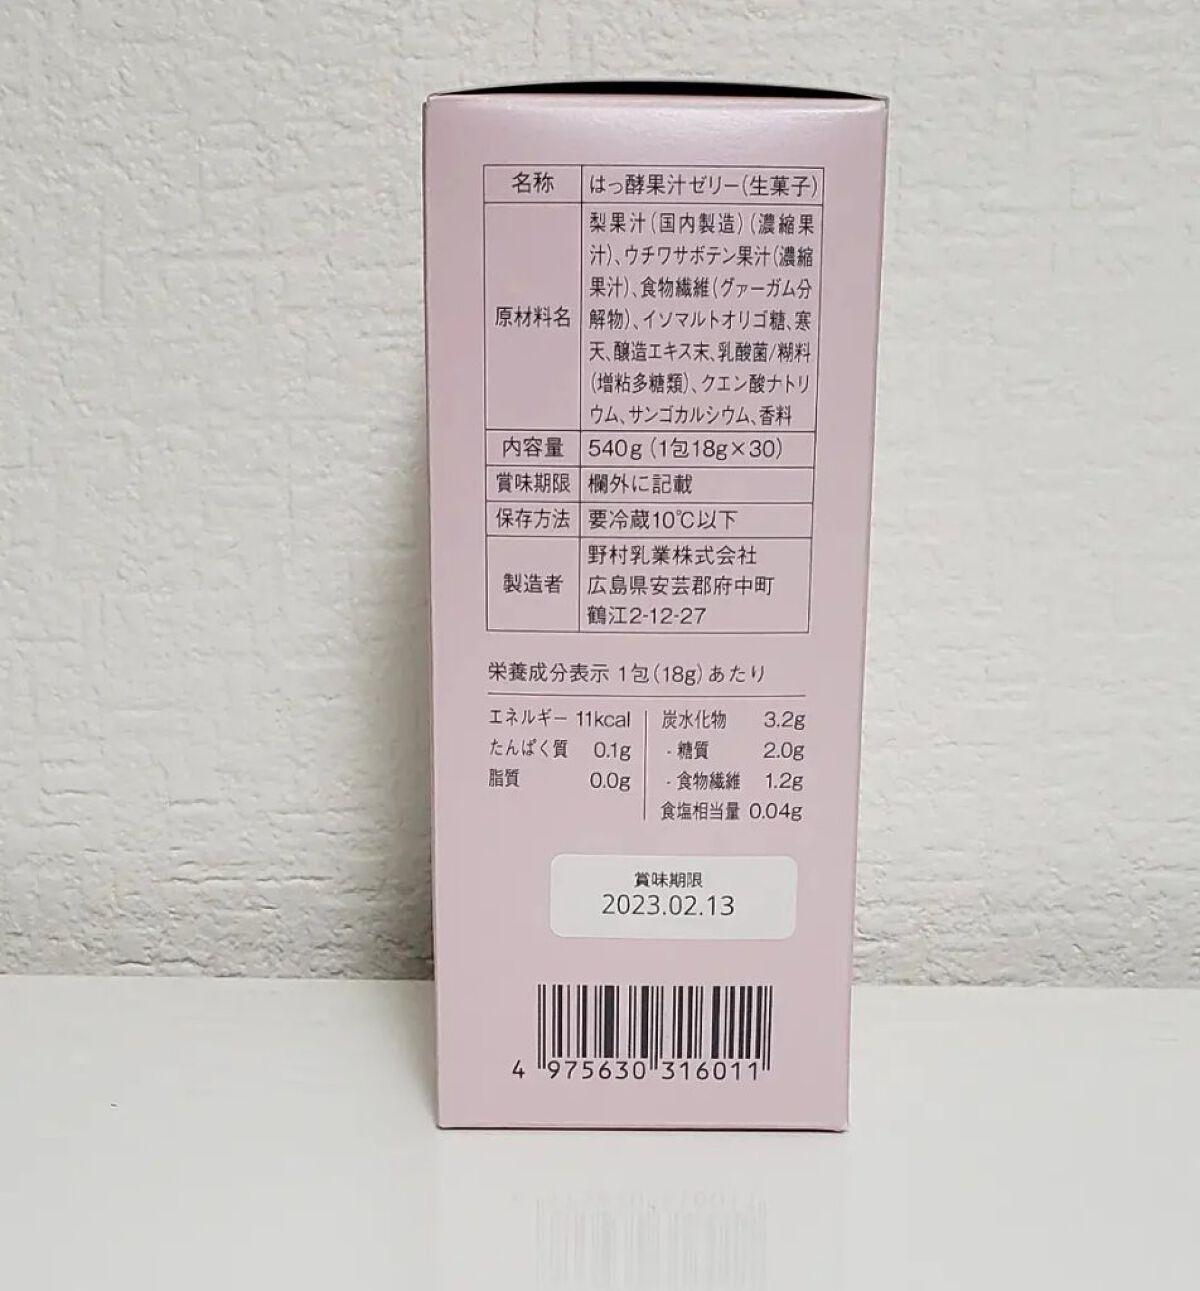 名称 はっ酵果汁ゼリー(生菓子)
原材料名
梨果汁(国内製造)(濃縮果
汁)、ウチワサボテン果汁(濃縮
果汁)、食物繊維(グァーガム分
解物)、イソマルトオリゴ糖、寒
天、醸造エキス末、乳酸菌/糊料
(増粘多糖類)、クエン酸ナトリ
ウム、サンゴカルシウム、香料
内容量 540g(1包18g×30)
賞味期限 欄外に記載
保存方法 要冷蔵10℃以下
製造者
野村乳業株式会社
広島県安芸郡府中町
鶴江2-12-27
栄養成分表示 1包(18g)あたり
エネルギー 11kcal
たんぱく質 0.1g
脂質 0.0g
炭水化物 3.2g
- 糖質 2.0g
- 食物繊維 1.2g
食塩相当量 0.04g
賞味期限
2023.02.13
4 975630 316011